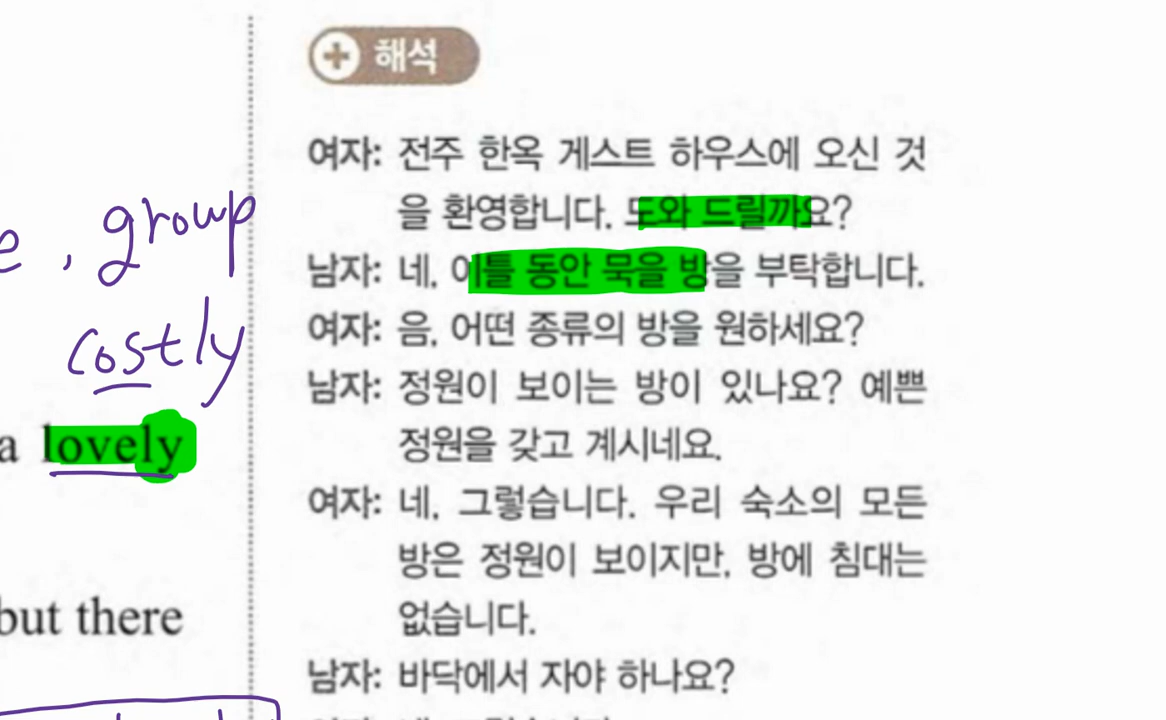 해석
여자: 전주 한옥 게스트 하우스에 오신 것
을 환영합니다. 도와 드릴까요?
남자: 네, 이틀 동안 묵을 방을 부탁합니다.
여자: 음, 어떤 종류의 방을 원하세요?
남자: 정원이 보이는 방이 있나요? 예쁜
정원을 갖고 계시네요.
여자: 네, 그렇습니다. 우리 숙소의 모든
방은 정원이 보이지만, 방에 침대는
없습니다.
남자: 바닥에서 자야 하나요?
e, group
costly
a lovely
but there